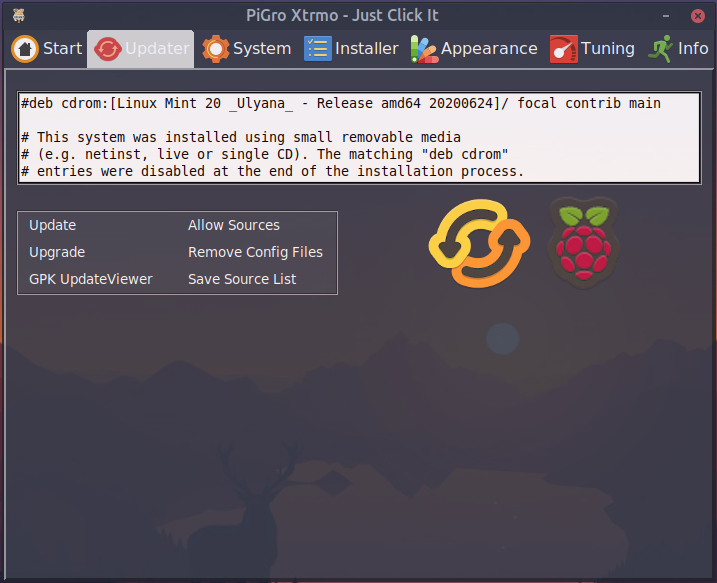 PiGro Xtrmo - Just Click It
Start Updater System Installer Appearance Tuning Info
#deb cdrom:[Linux Mint 20 _Ulyana_ - Release amd64 20200624]/ focal contrib main
# This system was installed using small removable media
# (e.g. netinst, live or single CD). The matching "deb cdrom"
# entries were disabled at the end of the installation process.
Update Allow Sources
Upgrade Remove Config Files
GPK UpdateViewer Save Source List